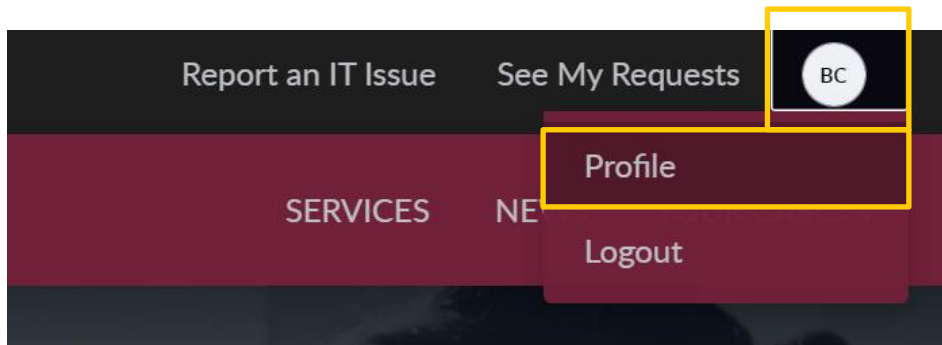 Report an IT Issue See My Requests BC
Profile
SERVICES
Logout